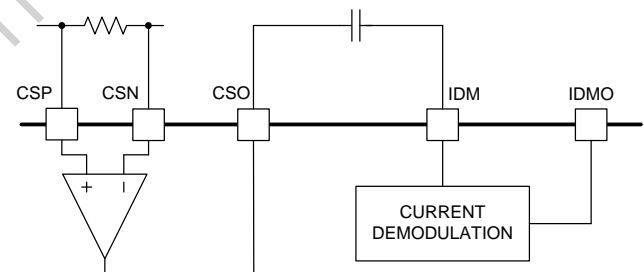 CSP
CSN
CSO
IDM
IDMO
+
–
CURRENT
DEMODULATION